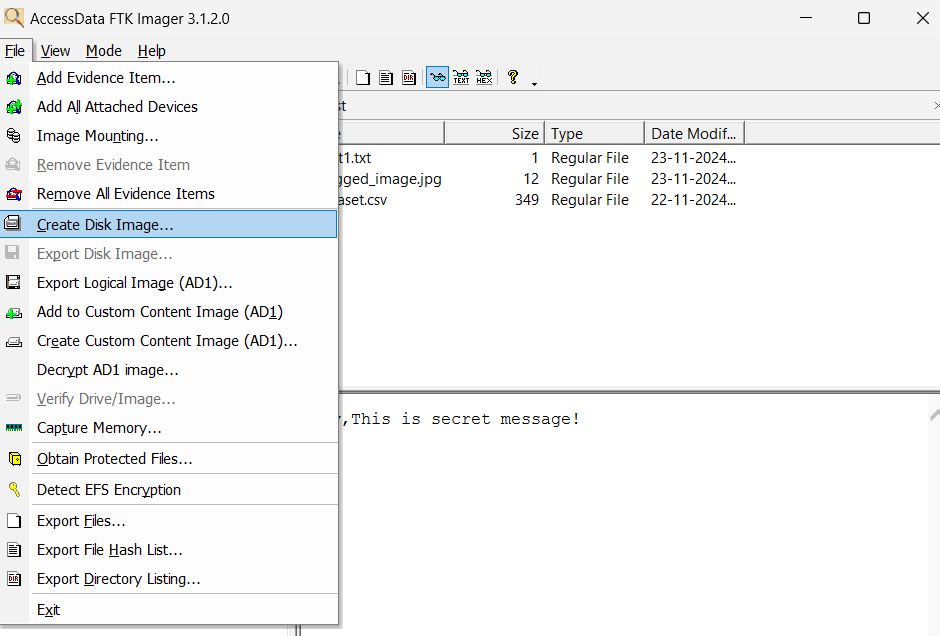 AccessData FTK Imager 3.1.2.0
File View Mode Help
Add Evidence Item...
Add All Attached Devices
Image Mounting...
Remove Evidence Item
Remove All Evidence Items
Create Disk Image...
Export Disk Image...
Export Logical Image (AD1)...
Add to Custom Content Image (AD1)
Create Custom Content Image (AD1)...
Decrypt AD1 image...
Verify Drive/Image...
Capture Memory...
Obtain Protected Files...
Detect EFS Encryption
Export Files...
Export File Hash List...
Export Directory Listing...
Exit
DIR TEXT HEX ?
st
e Size Type Date Modif...
t1.txt 1 Regular File 23-11-2024...
gged_image.jpg 12 Regular File 23-11-2024...
aset.csv 349 Regular File 22-11-2024...
,This is secret message!